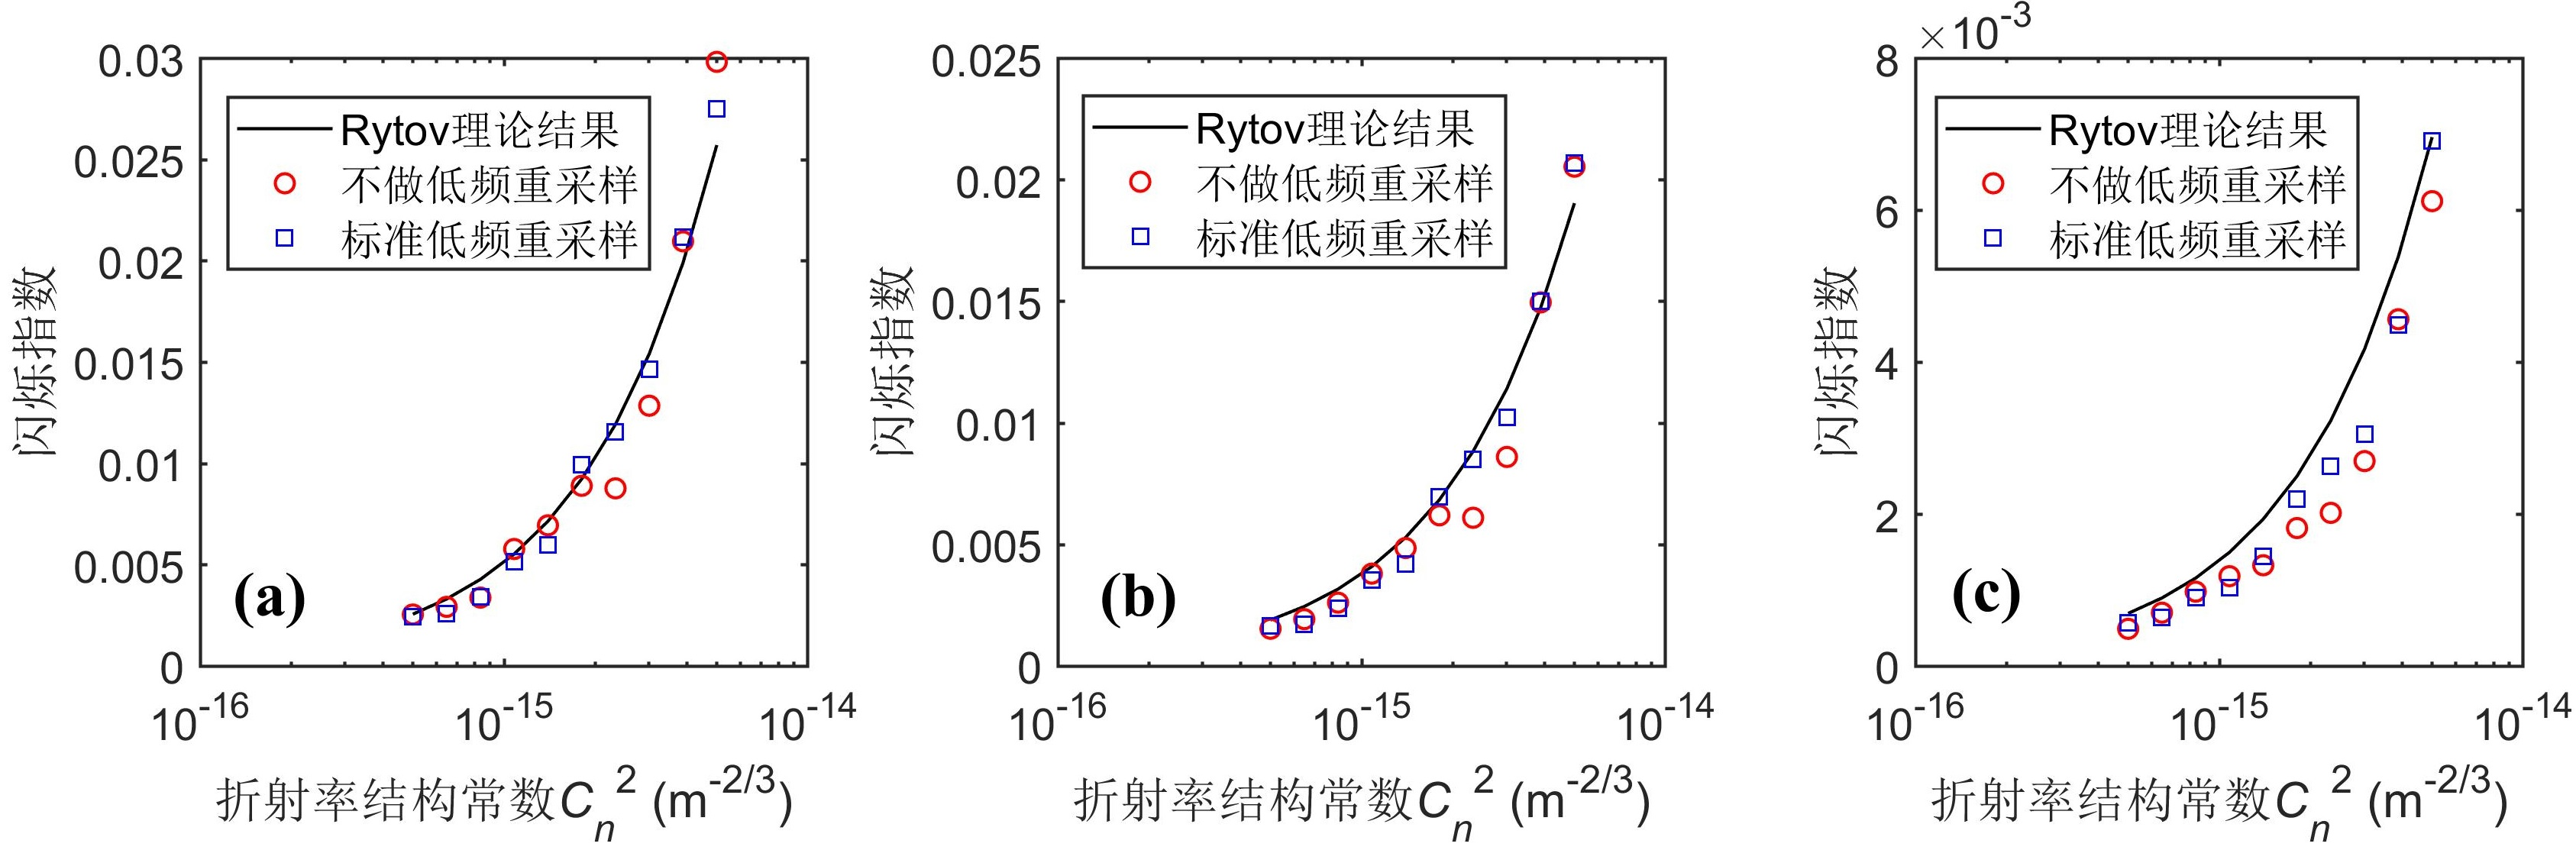 0.03
0.025
0.02
0.015
0.01
0.005
0
闪烁指数
Rytov理论结果
不做低频重采样
标准低频重采样
(a)
10^-16
10^-15
10^-14
折射率结构常数C_n^2 (m^-2/3)
0.025
0.02
0.015
0.01
0.005
0
闪烁指数
Rytov理论结果
不做低频重采样
标准低频重采样
(b)
10^-16
10^-15
10^-14
折射率结构常数C_n^2 (m^-2/3)
×10^-3
8
6
4
2
0
闪烁指数
Rytov理论结果
不做低频重采样
标准低频重采样
(c)
10^-16
10^-15
10^-14
折射率结构常数C_n^2 (m^-2/3)